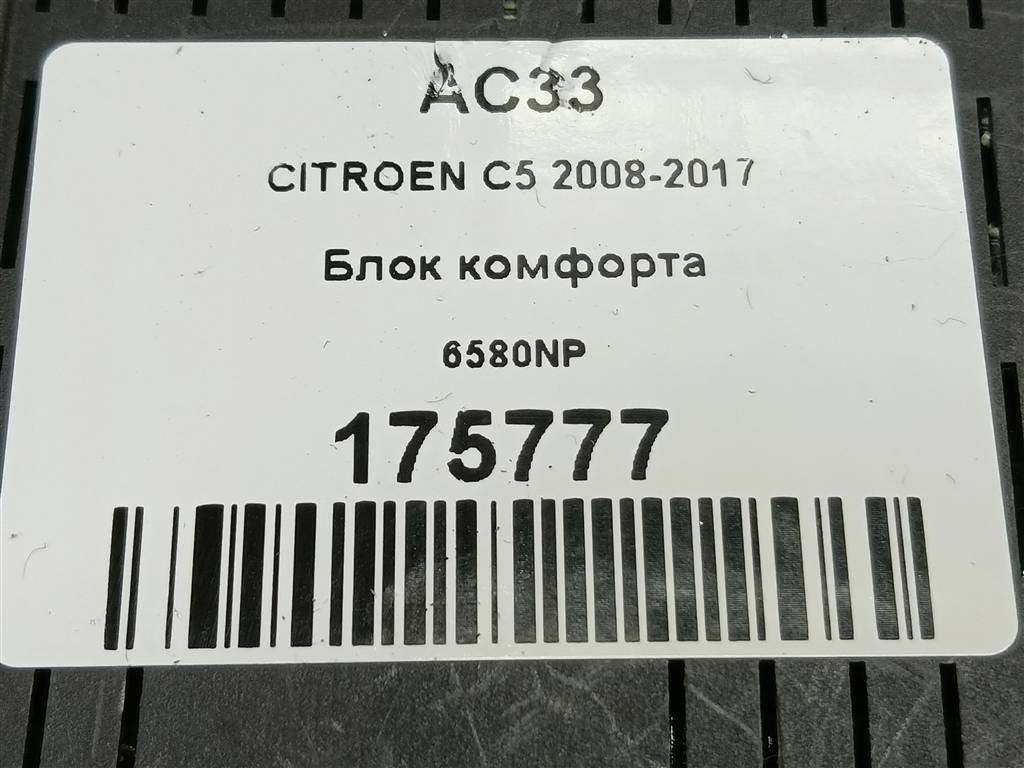 AC33
CITROEN C5 2008-2017
Блок комфорта
6580NP
175777